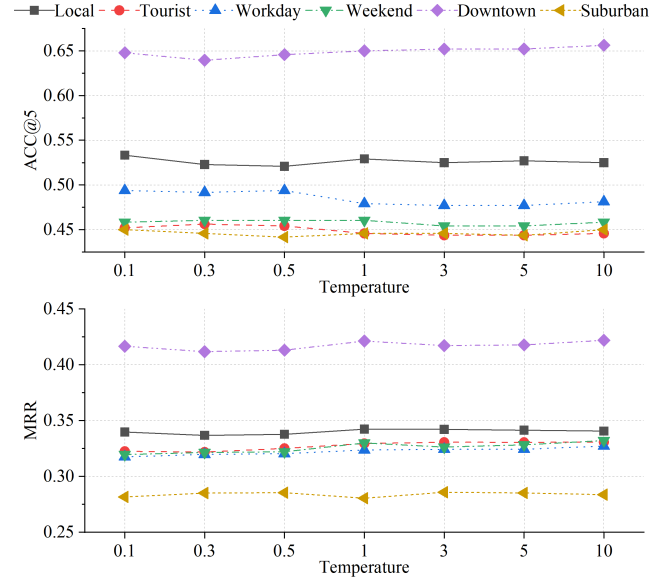 Local Tourist Workday Weekend Downtown Suburban
0.65
0.60
0.55
0.50
0.45
ACC@5
0.1 0.3 0.5 1 3 5 10
Temperature
0.45
0.40
0.35
0.30
0.25
MRR
0.1 0.3 0.5 1 3 5 10
Temperature